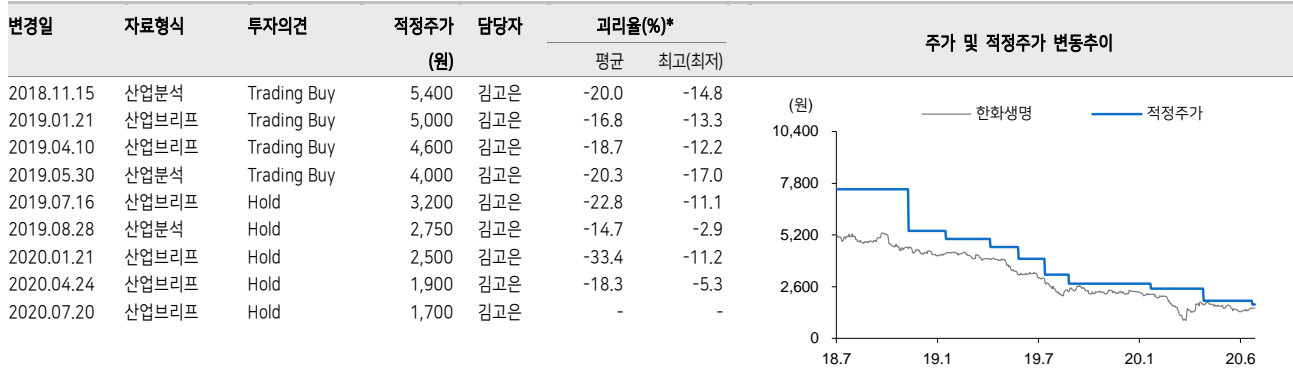 변경일 자료형식 투자의견 적정주가 담당자 괴리율(%)* 주가 및 적정주가 변동추이
(원) 평균 최고(최저)
2018.11.15 산업분석 Trading Buy 5,400 김고은 -20.0 -14.8
2019.01.21 산업브리프 Trading Buy 5,000 김고은 -16.8 -13.3
2019.04.10 산업브리프 Trading Buy 4,600 김고은 -18.7 -12.2
2019.05.30 산업분석 Trading Buy 4,000 김고은 -20.3 -17.0
2019.07.16 산업브리프 Hold 3,200 김고은 -22.8 -11.1
2019.08.28 산업분석 Hold 2,750 김고은 -14.7 -2.9
2020.01.21 산업브리프 Hold 2,500 김고은 -33.4 -11.2
2020.04.24 산업브리프 Hold 1,900 김고은 -18.3 -5.3
2020.07.20 산업브리프 Hold 1,700 김고은 - -
(원) 한화생명 적정주가
10,400
7,800
5,200
2,600
0
18.7 19.1 19.7 20.1 20.6